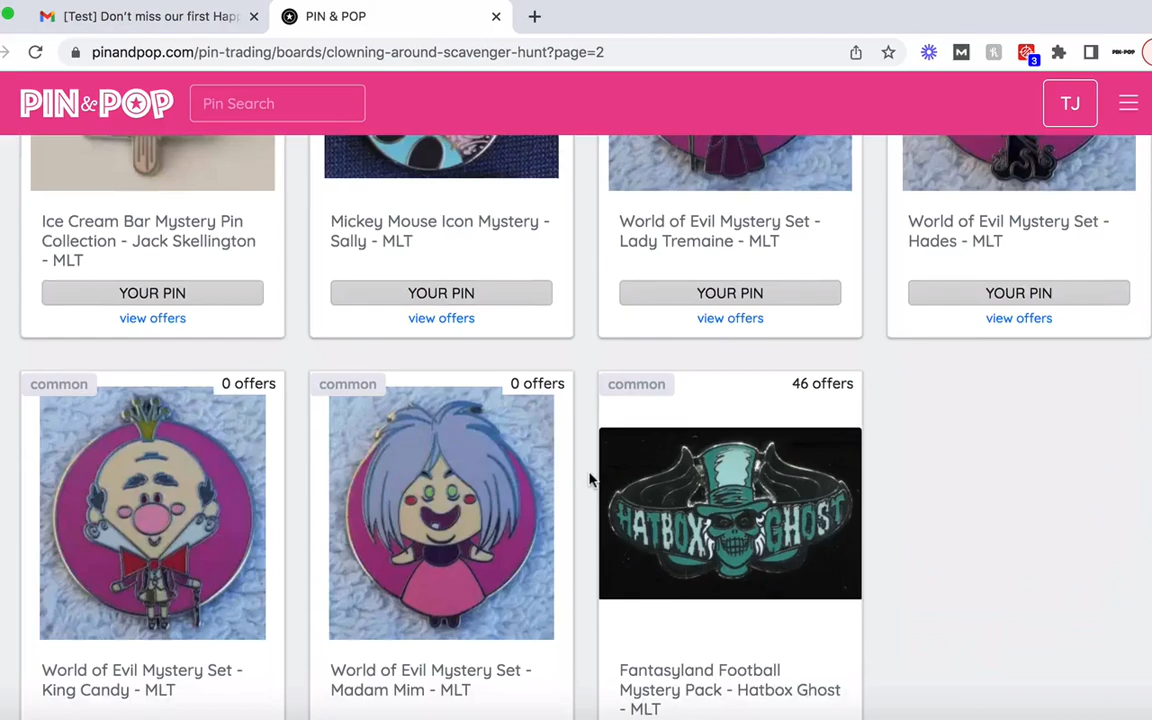 [Test] Don't miss our first Hap
PIN & POP
pinandpop.com/pin-trading/boards/clowning-around-scavenger-hunt?page=2
3
PIN&POP
PIN&POP
Pin Search
TJ
Ice Cream Bar Mystery Pin
Collection - Jack Skellington
- MLT
YOUR PIN
view offers
Mickey Mouse Icon Mystery -
Sally - MLT
YOUR PIN
view offers
World of Evil Mystery Set -
Lady Tremaine - MLT
YOUR PIN
view offers
World of Evil Mystery Set -
Hades - MLT
YOUR PIN
view offers
common
0 offers
World of Evil Mystery Set -
King Candy - MLT
common
0 offers
World of Evil Mystery Set -
Madam Mim - MLT
common
46 offers
HATBOX GHOST
Fantasyland Football
Mystery Pack - Hatbox Ghost
- MLT